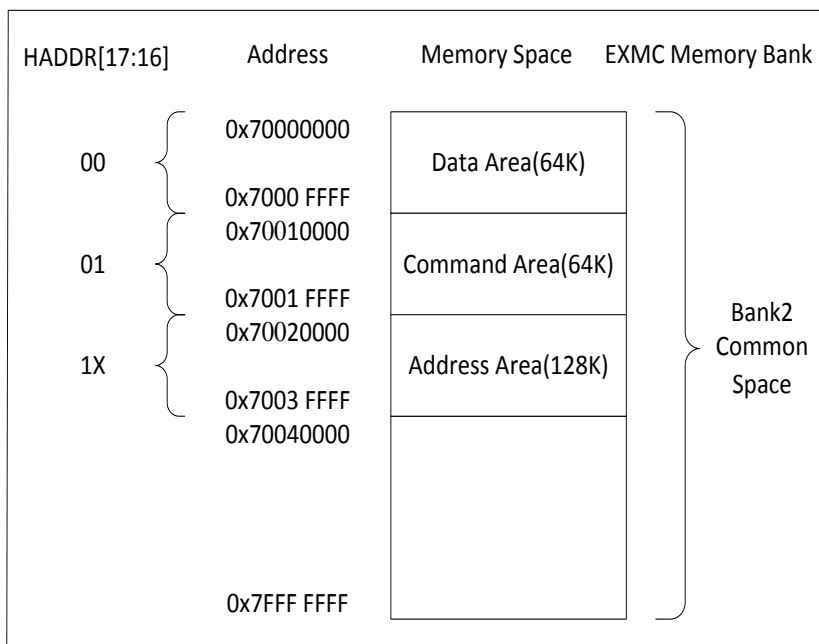 HADDR[17:16] Address Memory Space EXMC Memory Bank
0x70000000
00 Data Area(64K)
0x7000 FFFF
0x70010000
01 Command Area(64K)
0x7001 FFFF
0x70020000
1X Address Area(128K)
0x7003 FFFF
0x70040000
Bank2
Common
Space
0x7FFF FFFF